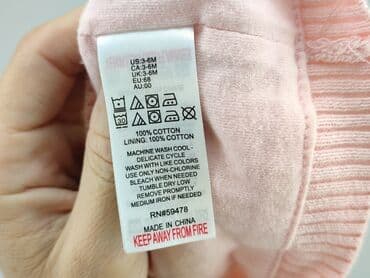 US:3-6M
CA:3-6M
UK:3-6M
EU:68
AU:00
30
100% COTTON
LINING: 100% COTTON
MACHINE WASH COOL -
DELICATE CYCLE
WASH WITH LIKE COLORS
USE ONLY NON-CHLORINE
BLEACH WHEN NEEDED
TUMBLE DRY LOW
REMOVE PROMPTLY
MEDIUM IRON IF NEEDED
RN#59478
MADE IN CHINA
KEEP AWAY FROM FIRE